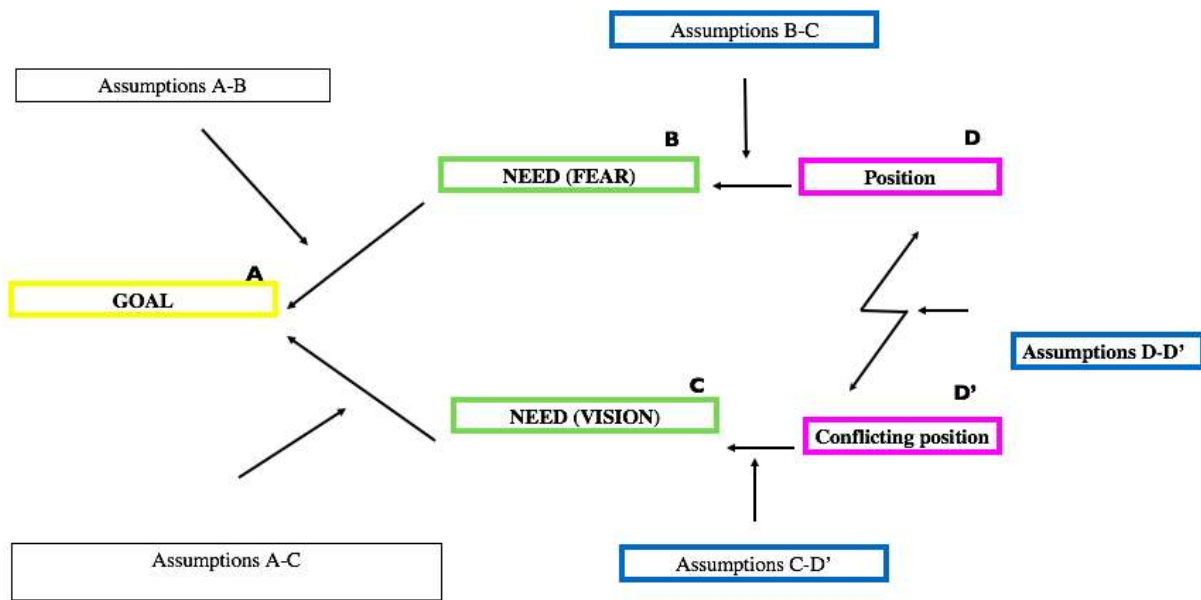 Assumptions B-C
Assumptions A-B
B
D
NEED (FEAR)
Position
A
GOAL
Assumptions D-D’
C
D’
NEED (VISION)
Conflicting position
Assumptions A-C
Assumptions C-D’